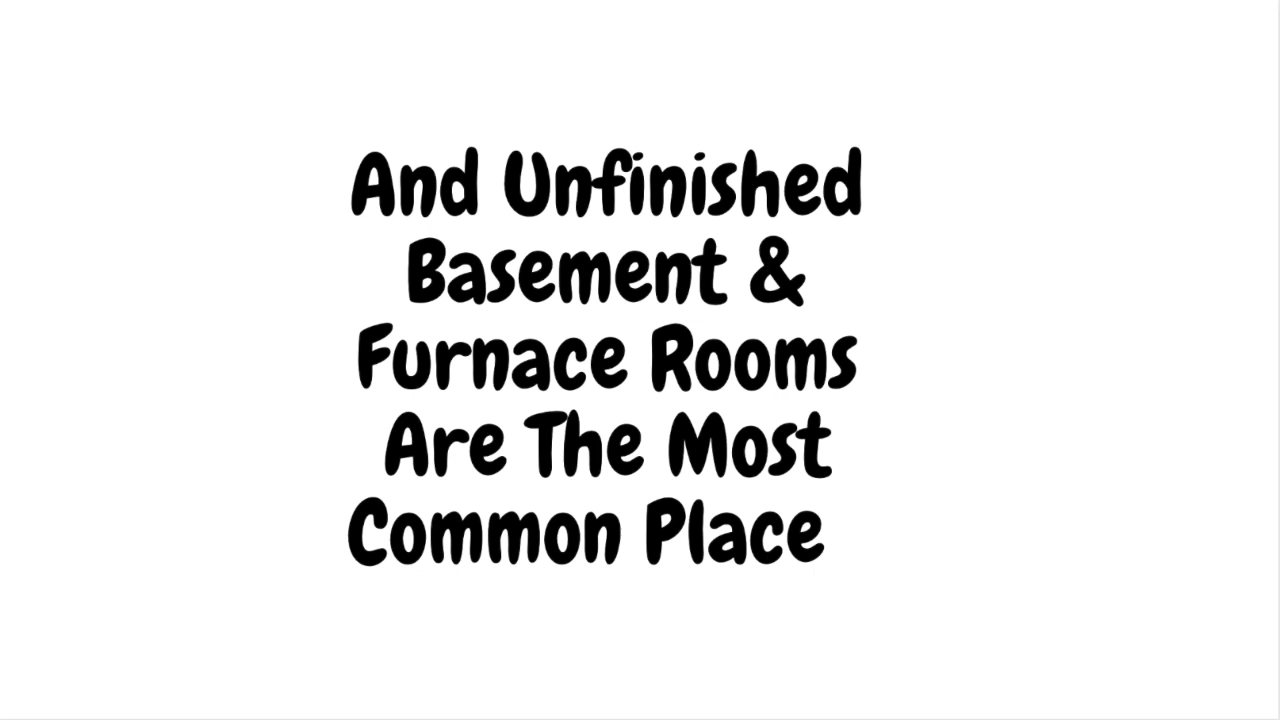 And Unfinished
Basement &
Furnace Rooms
Are The Most
Common Place